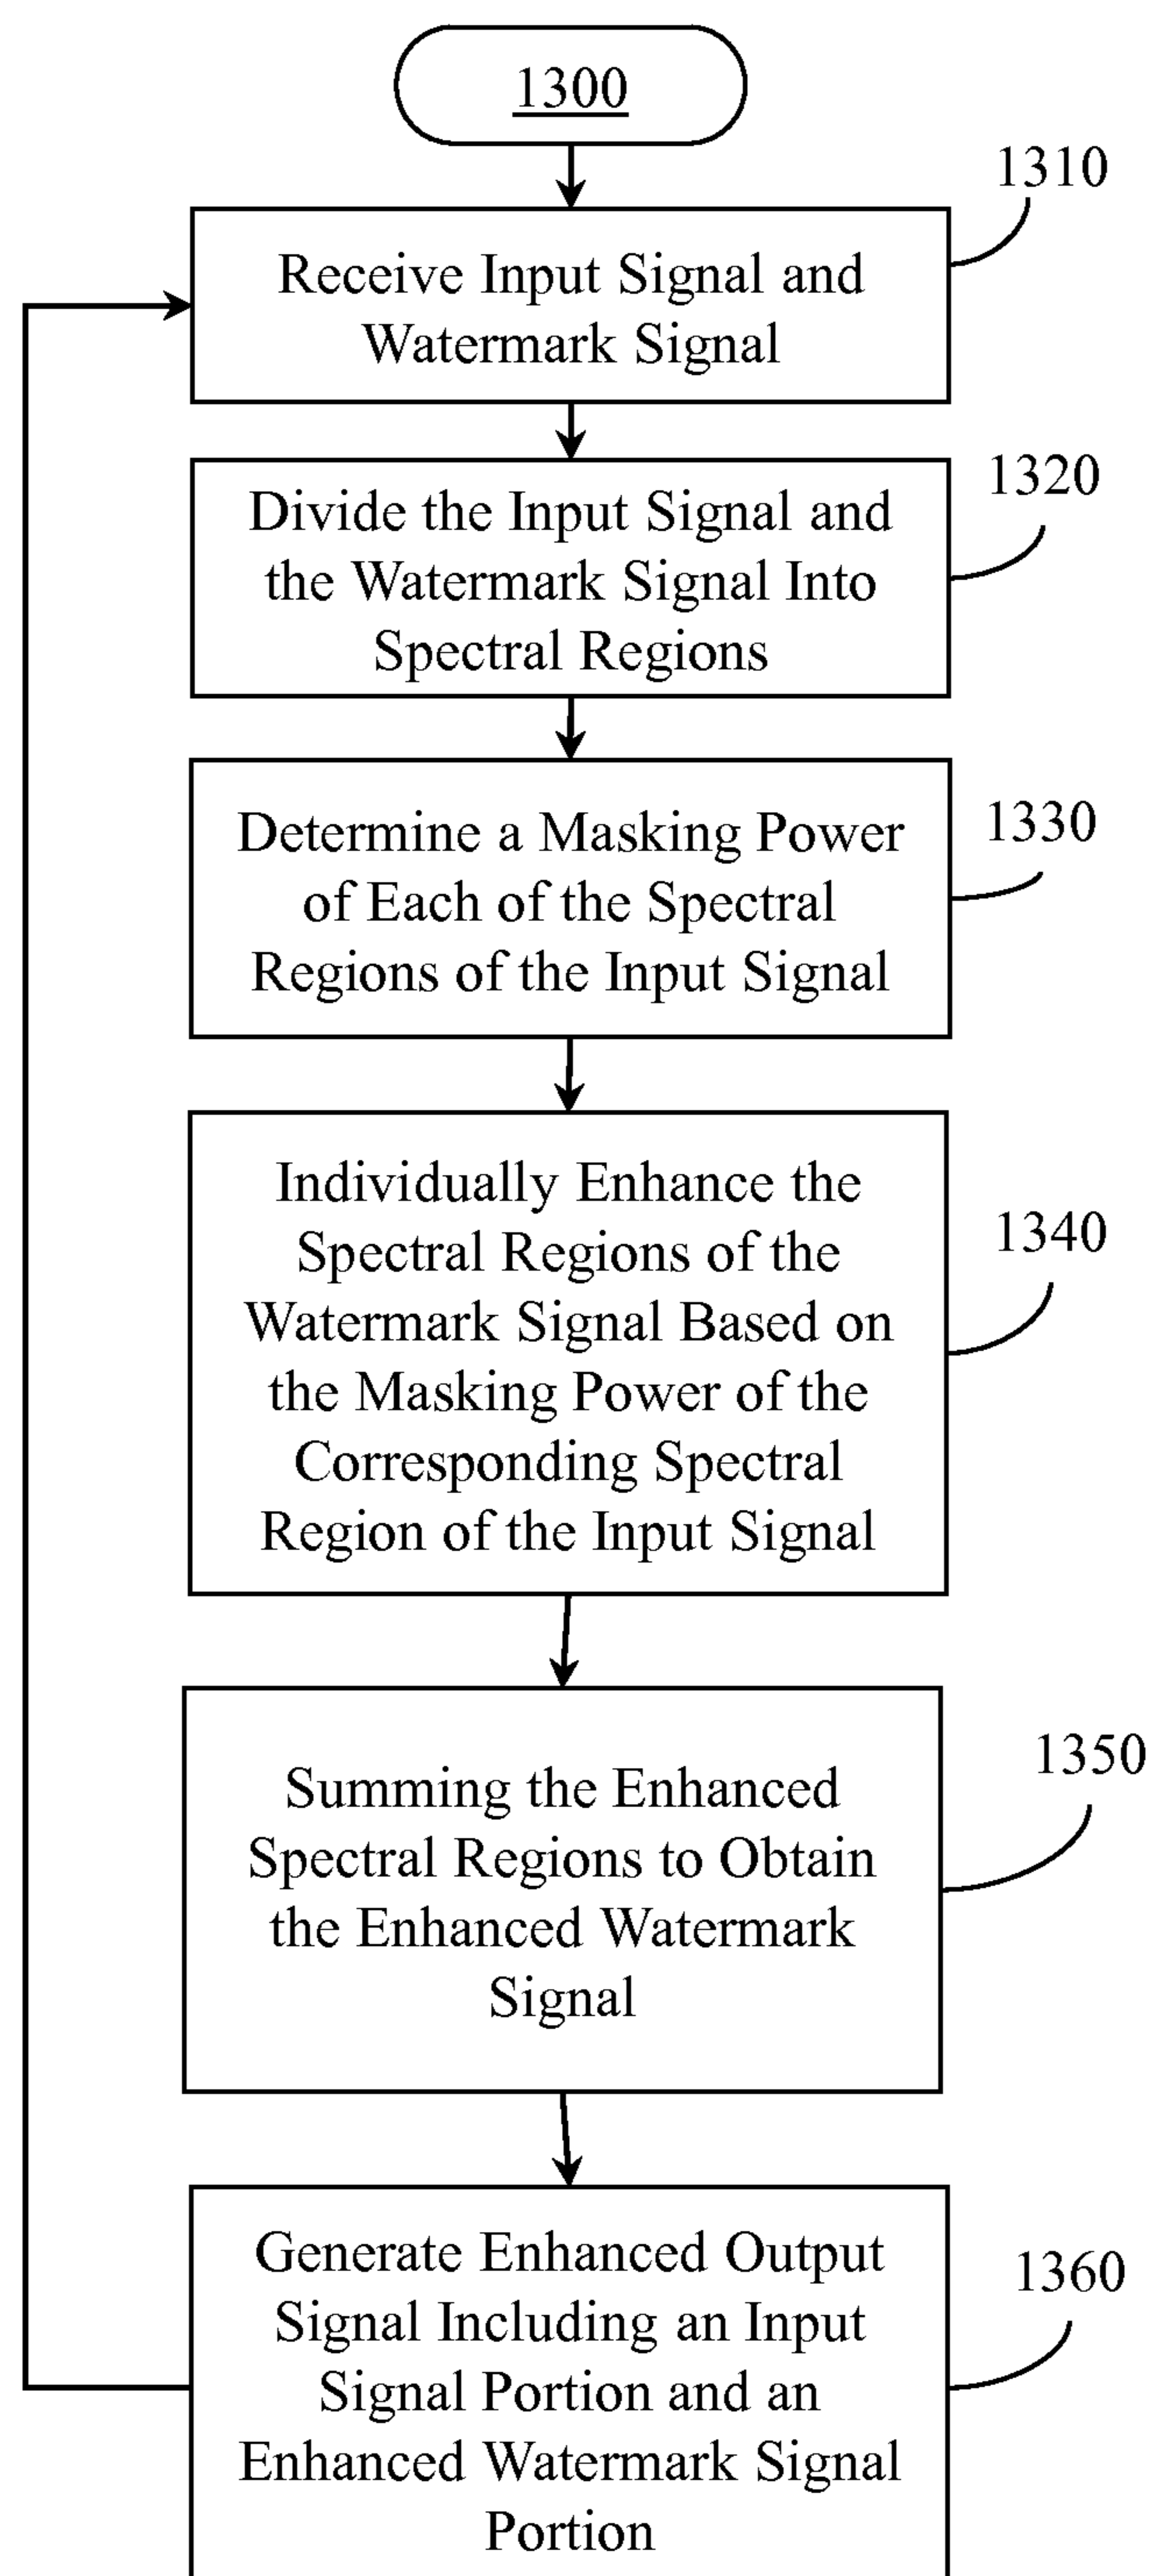 1300
1310
Receive Input Signal and
Watermark Signal
1320
Divide the Input Signal and
the Watermark Signal Into
Spectral Regions
1330
Determine a Masking Power
of Each of the Spectral
Regions of the Input Signal
1340
Individually Enhance the
Spectral Regions of the
Watermark Signal Based on
the Masking Power of the
Corresponding Spectral
Region of the Input Signal
1350
Summing the Enhanced
Spectral Regions to Obtain
the Enhanced Watermark
Signal
1360
Generate Enhanced Output
Signal Including an Input
Signal Portion and an
Enhanced Watermark Signal
Portion